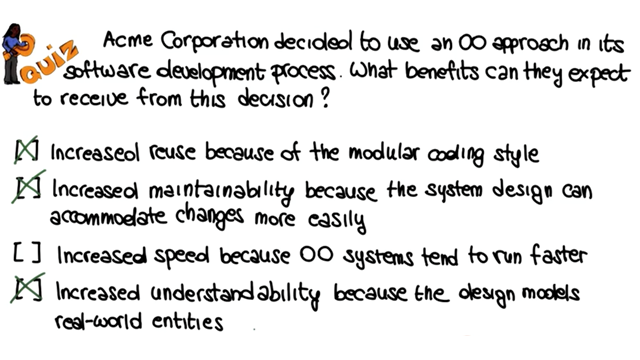 QUIZ
Acme Corporation decided to use an OO approach in its
software development process. What benefits can they expect
to receive from this decision?
[X] Increased reuse because of the modular coding style
[X] Increased maintainability because the system design can
accommodate changes more easily
[ ] Increased speed because OO systems tend to run faster
[X] Increased understandability because the design models
real-world entities